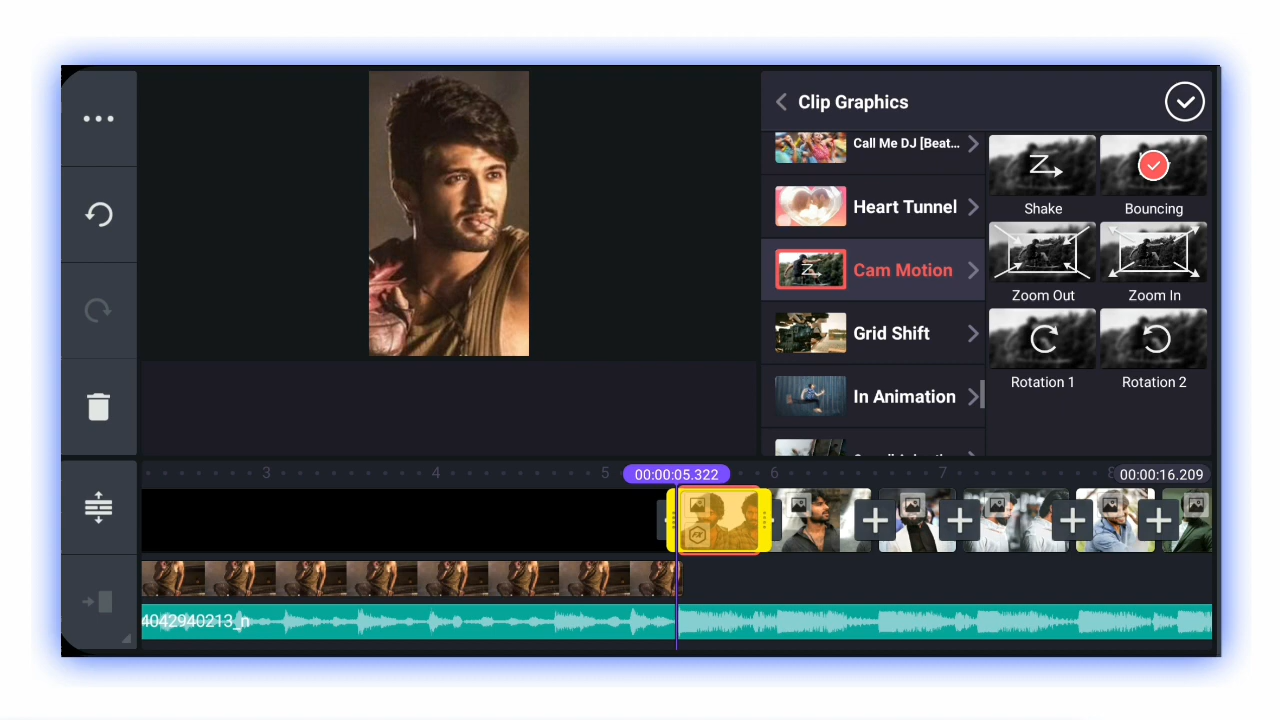 Clip Graphics
Call Me DJ [Beat...
Heart Tunnel
Cam Motion
Grid Shift
In Animation
Shake
Bouncing
Zoom Out
Zoom In
Rotation 1
Rotation 2
3
4
5
00:00:05.322
6
7
8
00:00:16.209
4042940213_n